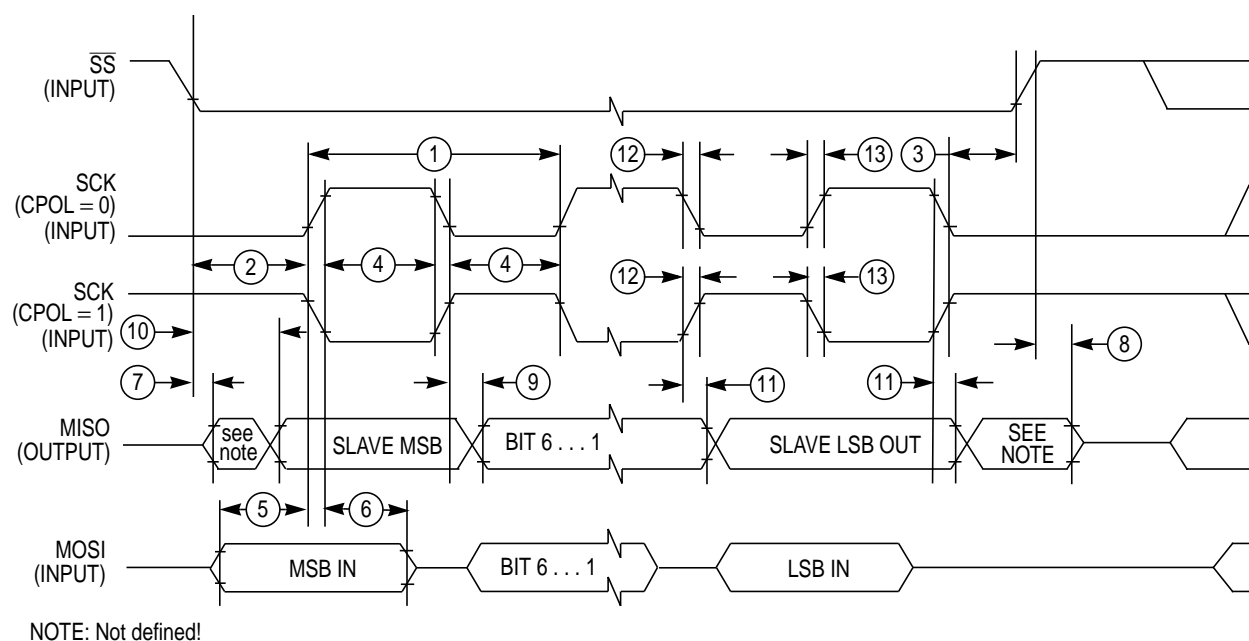 SS
(INPUT)
1
12
13
3
SCK
(CPOL = 0)
(INPUT)
2
4
4
12
13
SCK
(CPOL = 1)
(INPUT)
10
8
7
9
11
11
MISO
(OUTPUT)
see
note
SLAVE MSB
BIT 6 . . . 1
SLAVE LSB OUT
SEE
NOTE
5
6
MOSI
(INPUT)
MSB IN
BIT 6 . . . 1
LSB IN
NOTE: Not defined!